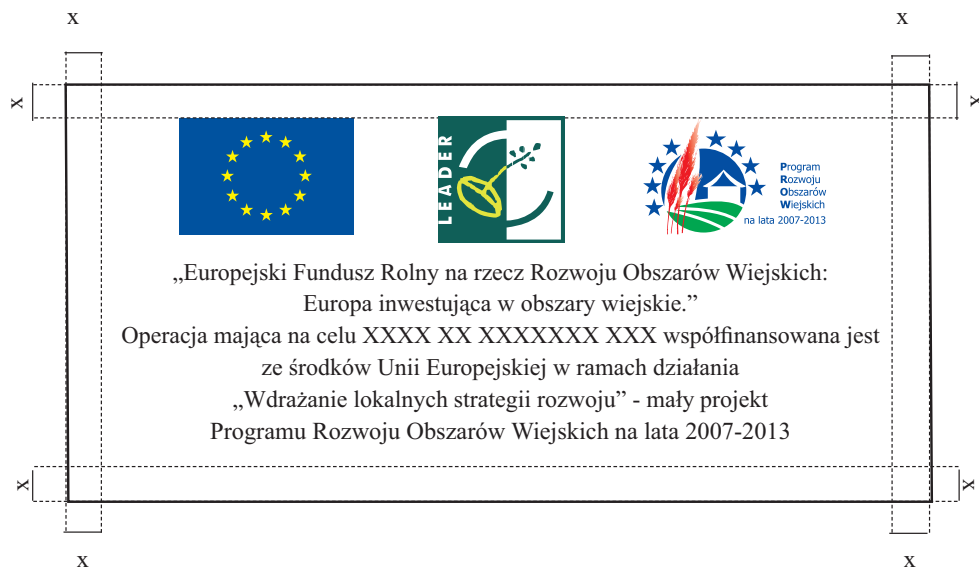 x x
x x
LEADER
Program
Rozwoju
Obszarów
Wiejskich
na lata 2007-2013
„Europejski Fundusz Rolny na rzecz Rozwoju Obszarów Wiejskich:
Europa inwestująca w obszary wiejskie.”
Operacja mająca na celu XXXX XX XXXXXXX XXX współfinansowana jest
ze środków Unii Europejskiej w ramach działania
„Wdrażanie lokalnych strategii rozwoju” - mały projekt
Programu Rozwoju Obszarów Wiejskich na lata 2007-2013
x x
x x